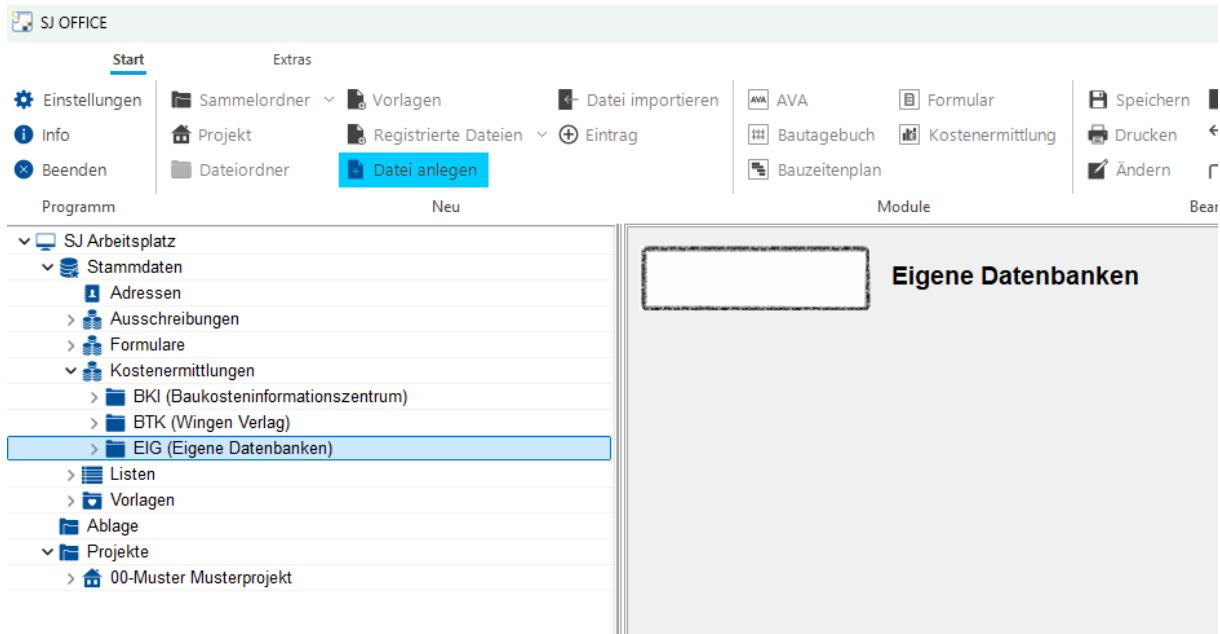 SJ OFFICE
Start Extras
Einstellungen Sammelordner Vorlagen Datei importieren AVA Formular Speichern
Info Projekt Registrierte Dateien Eintrag Bautagebuch Kostenermittlung Drucken
Beenden Dateiordner Datei anlegen Bauzeitenplan Ändern
Programm Neu Module Bear
SJ Arbeitsplatz
Stammdaten
Adressen
Ausschreibungen
Formulare
Kostenermittlungen
BKI (Baukosteninformationszentrum)
BTK (Wingen Verlag)
EIG (Eigene Datenbanken)
Listen
Vorlagen
Ablage
Projekte
00-Muster Musterprojekt
Eigene Datenbanken